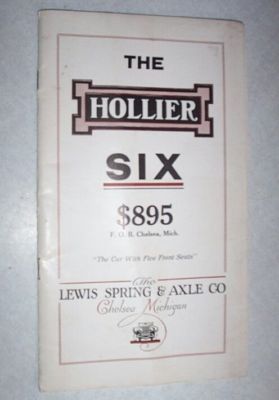 THE
HOLLIER
SIX
$895
F. O. B. Chelsea, Mich.
"The Car With Five Front Seats"
The
LEWIS SPRING & AXLE CO
Chelsea Michigan